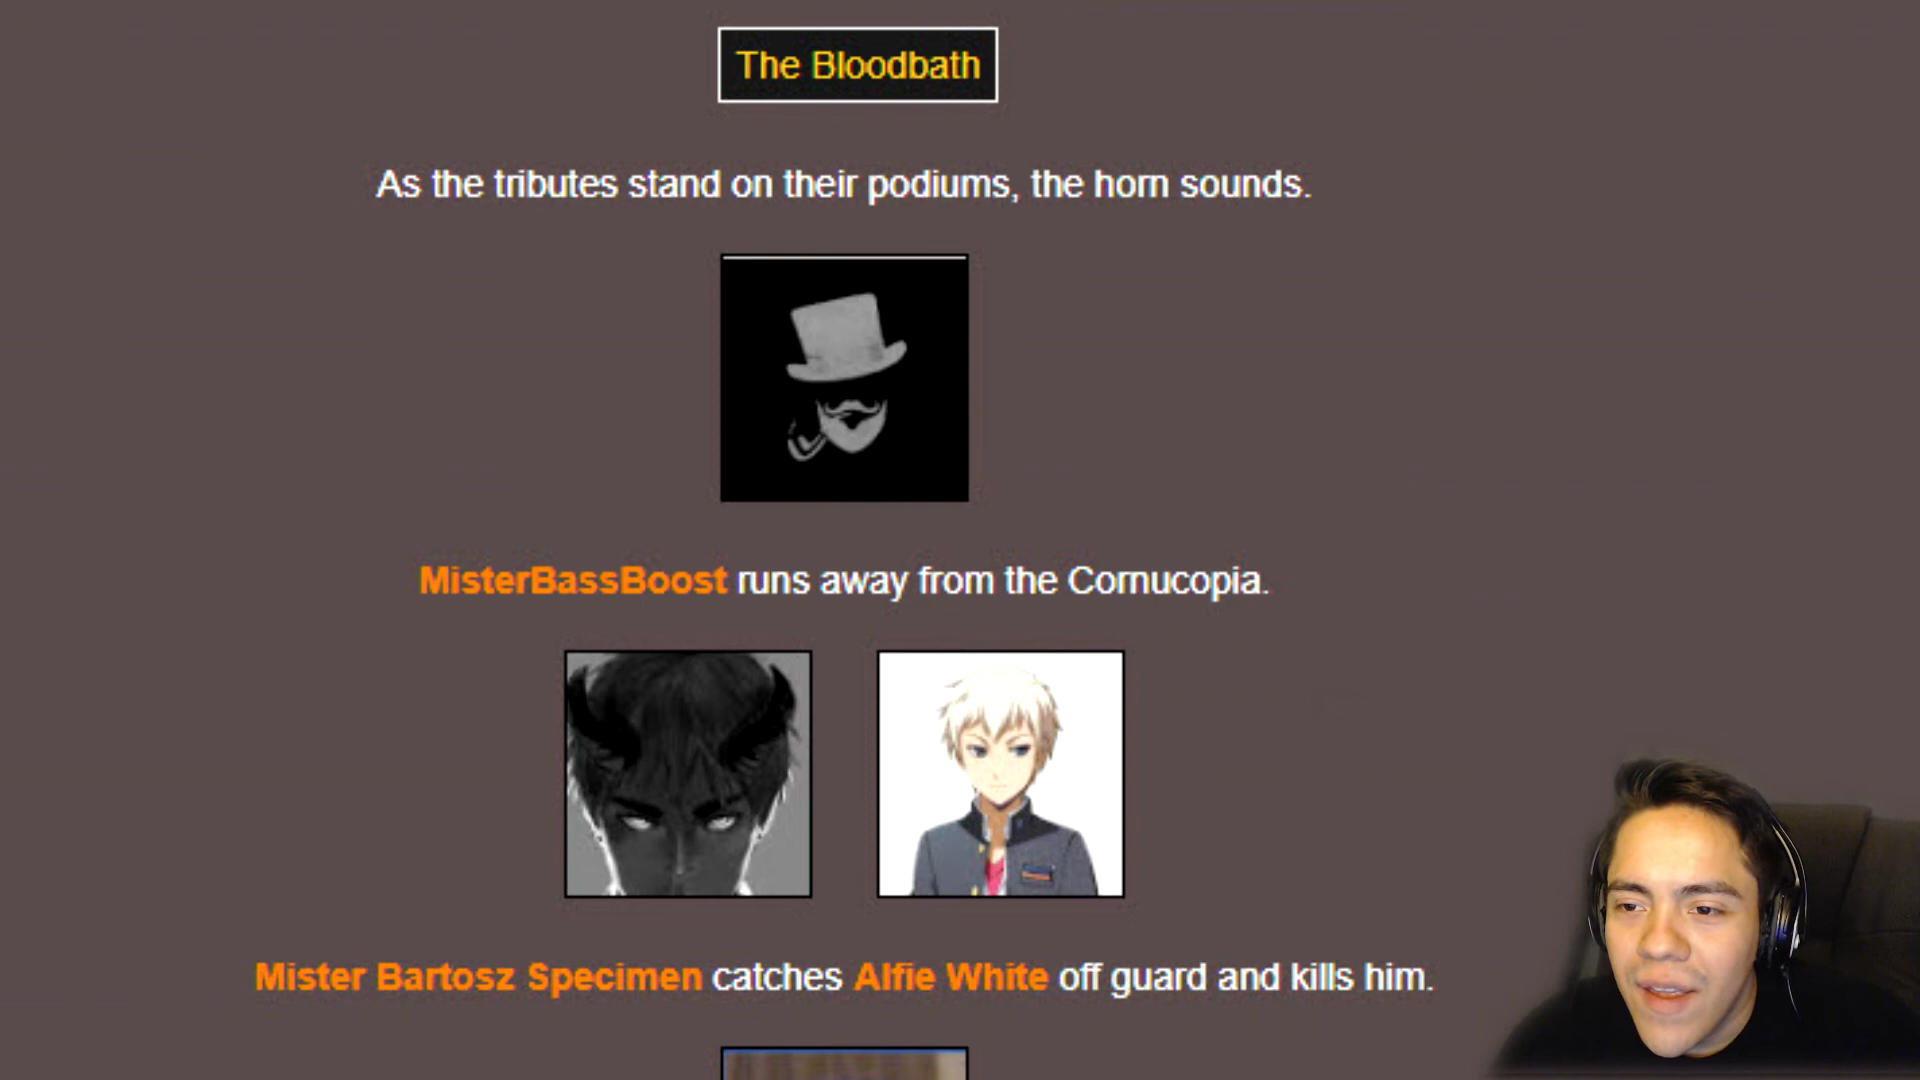 The Bloodbath
As the tributes stand on their podiums, the horn sounds.
MisterBassBoost runs away from the Cornucopia.
Mister Bartosz Specimen catches Alfie White off guard and kills him.